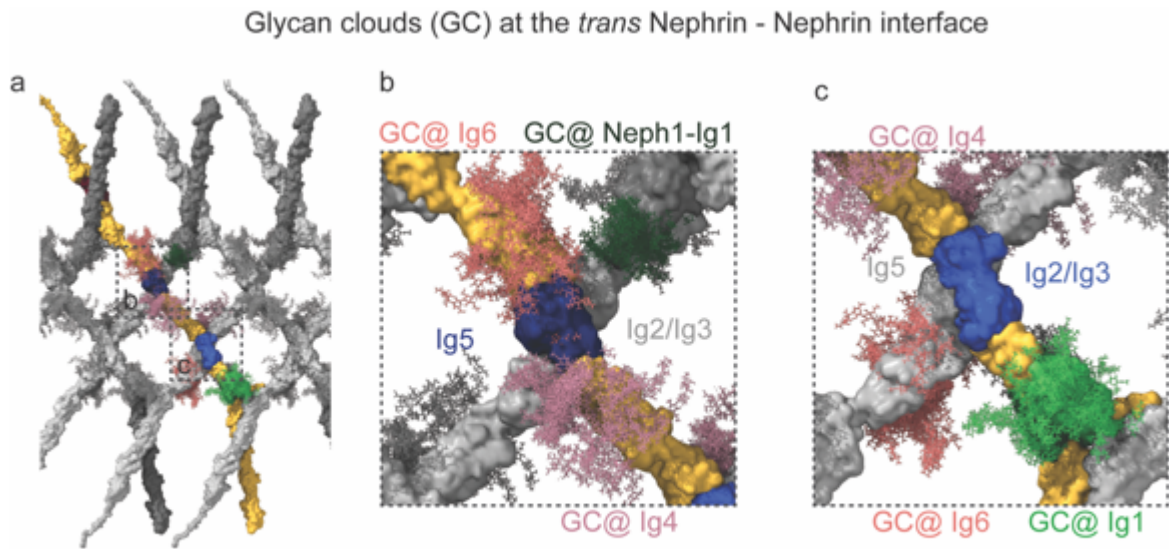 Glycan clouds (GC) at the trans Nephrin - Nephrin interface
a
b
c
GC@ Ig6 GC@ Neph1-Ig1
GC@ Ig4
b
c
Ig5
Ig2/Ig3
GC@ Ig4
Ig5
Ig2/Ig3
GC@ Ig6 GC@ Ig1